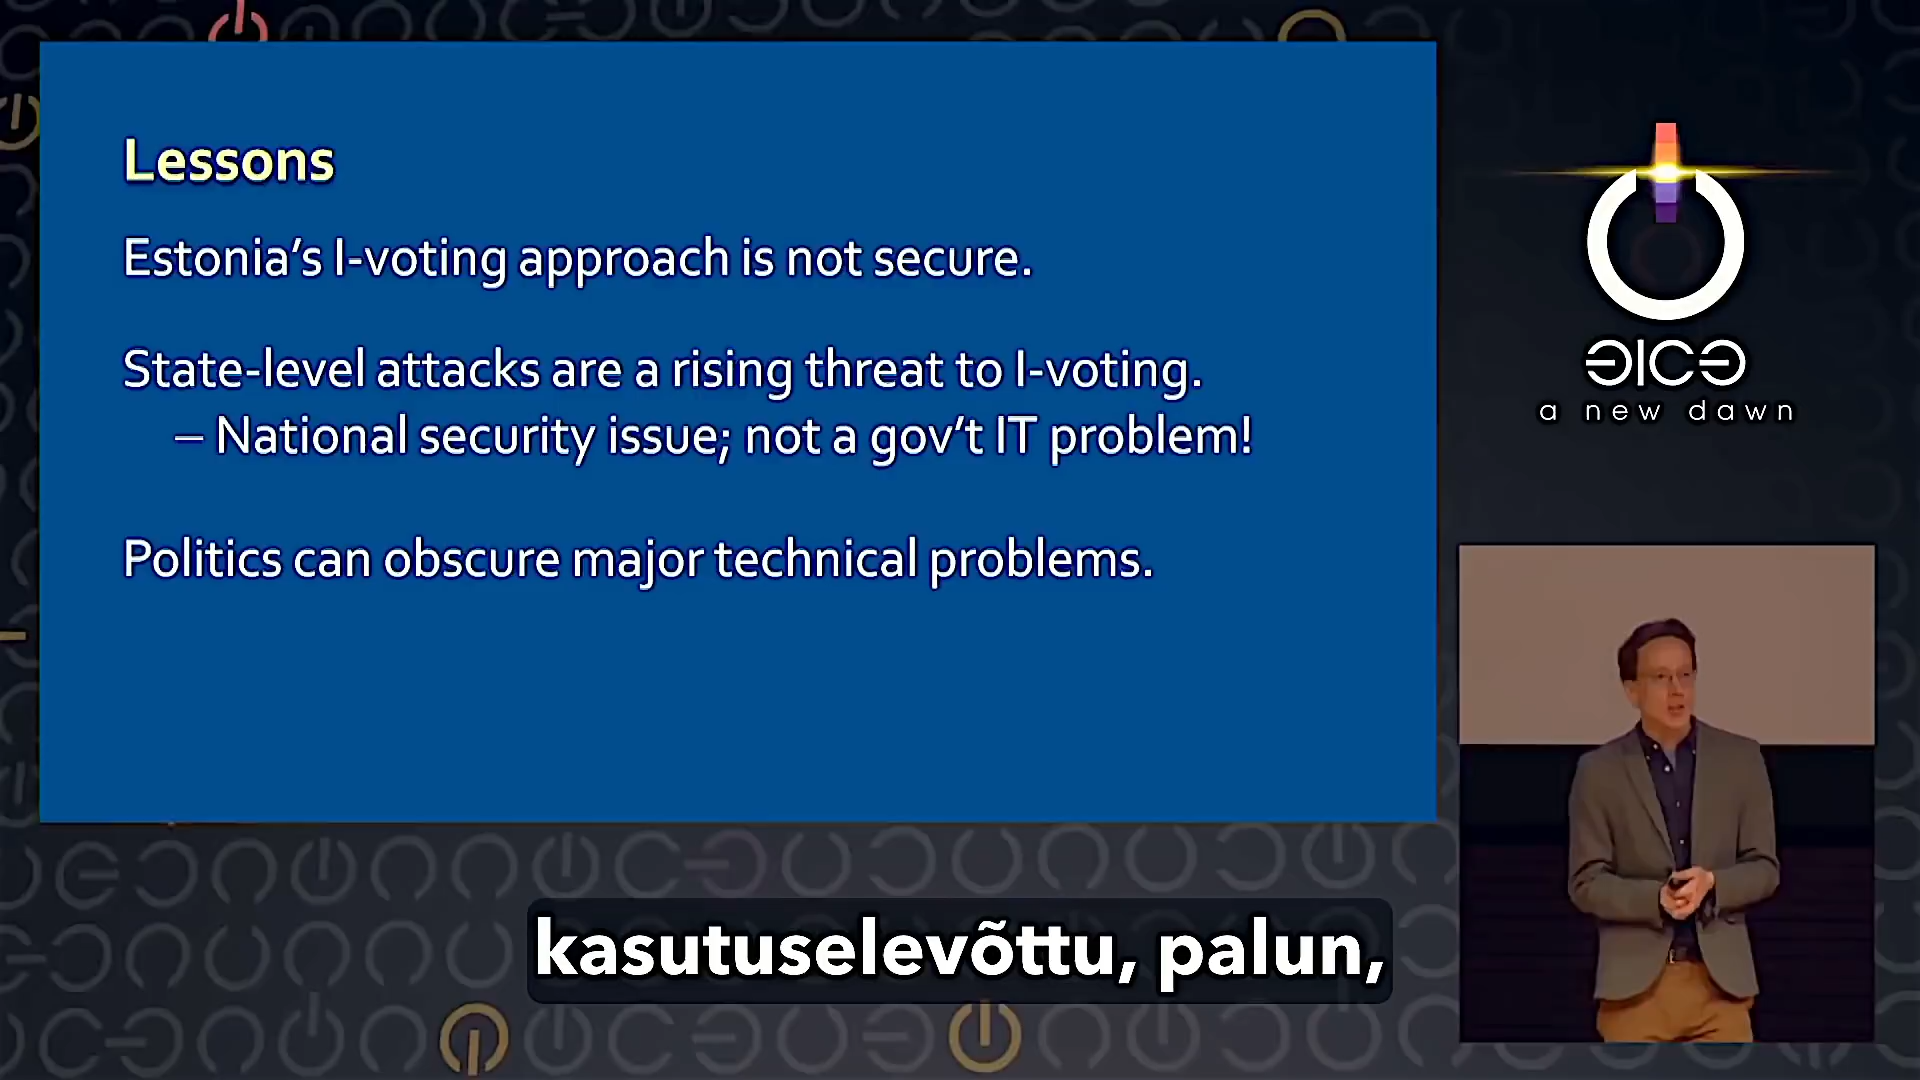 Lessons
Estonia's I-voting approach is not secure.
State-level attacks are a rising threat to I-voting.
– National security issue; not a gov't IT problem!
Politics can obscure major technical problems.
ЭICЭ
a new dawn
kasutuselevõttu, palun,